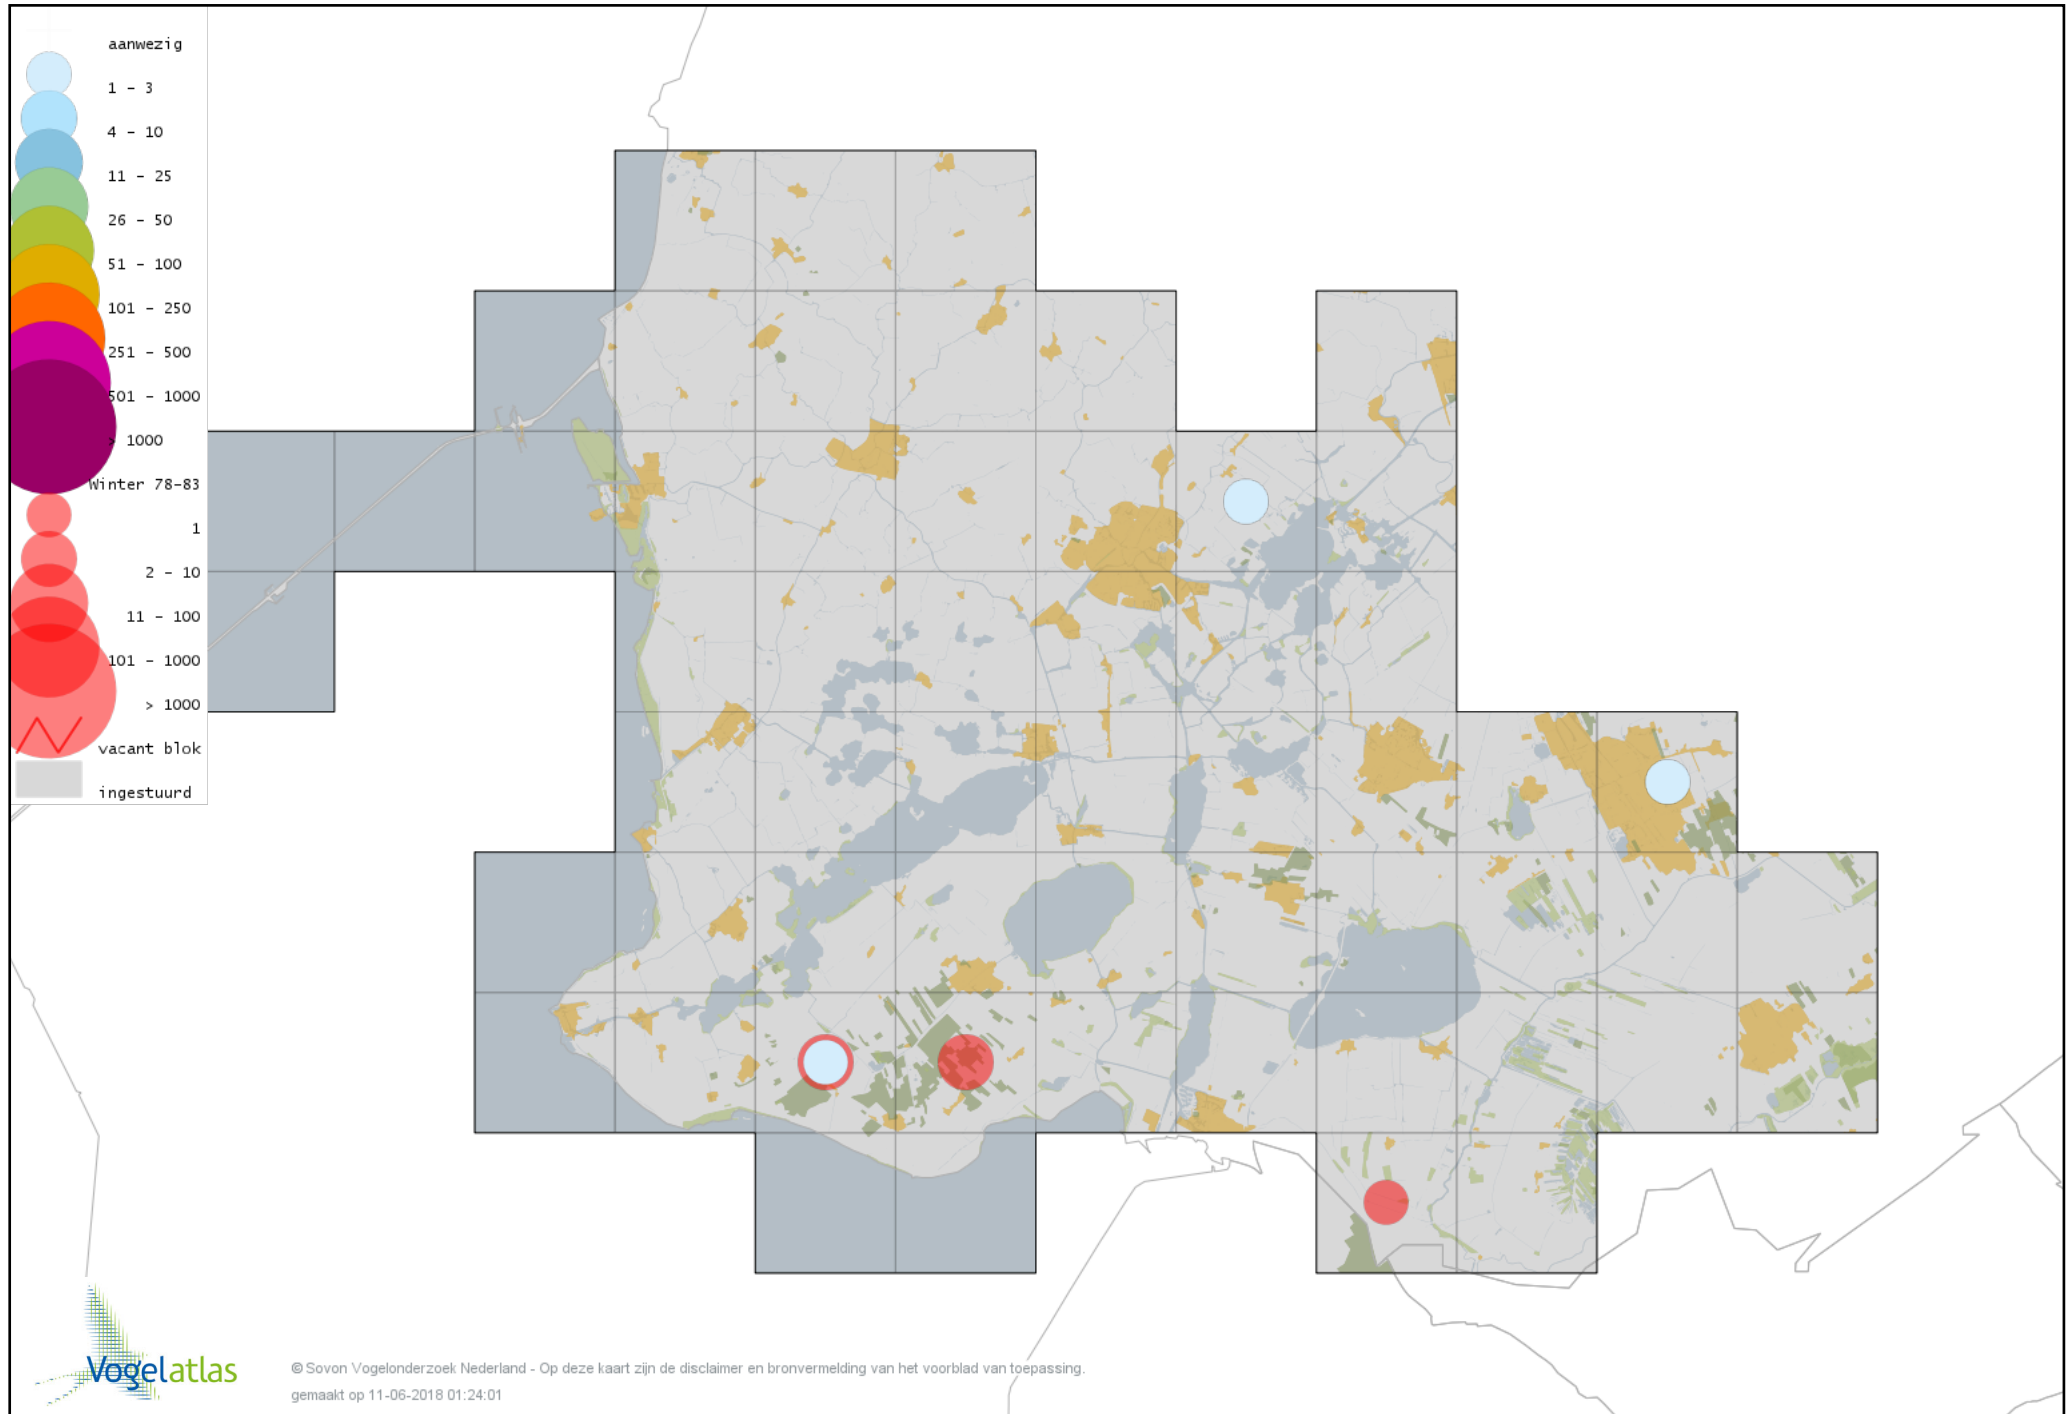 aanwezig
1 - 3
4 - 10
11 - 25
26 - 50
51 - 100
101 - 250
251 - 500
501 - 1000
> 1000
Winter 78-83
1
2 - 10
11 - 100
101 - 1000
> 1000
vacant blok
ingestuurd
Vogelatlas
© Sovon Vogelonderzoek Nederland - Op deze kaart zijn de disclaimer en bronvermelding van het voorblad van toepassing.
gemaakt op 11-06-2018 01:24:01